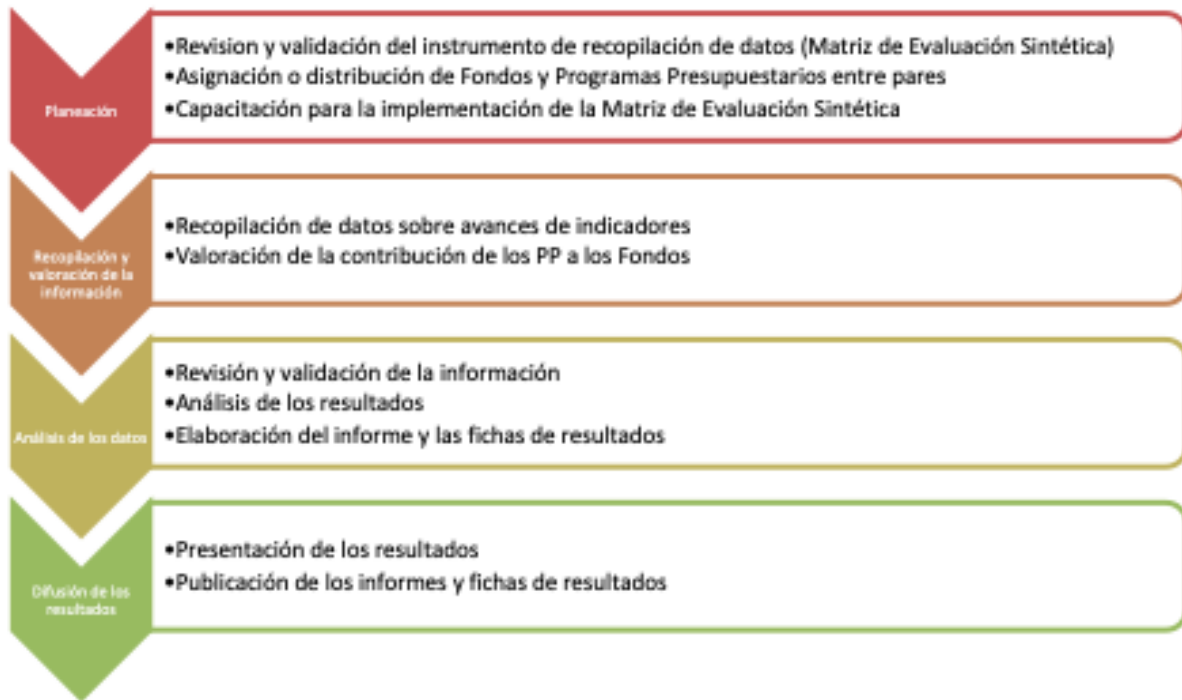 Planeación
•Revision y validación del instrumento de recopilación de datos (Matriz de Evaluación Sintética)
•Asignación o distribución de Fondos y Programas Presupuestarios entre pares
•Capacitación para la implementación de la Matriz de Evaluación Sintética
Recopilación y
valoración de la
información
•Recopilación de datos sobre avances de indicadores
•Valoración de la contribución de los PP a los Fondos
Análisis de los datos
•Revisión y validación de la información
•Análisis de los resultados
•Elaboración del informe y las fichas de resultados
Difusión de los
resultados
•Presentación de los resultados
•Publicación de los informes y fichas de resultados